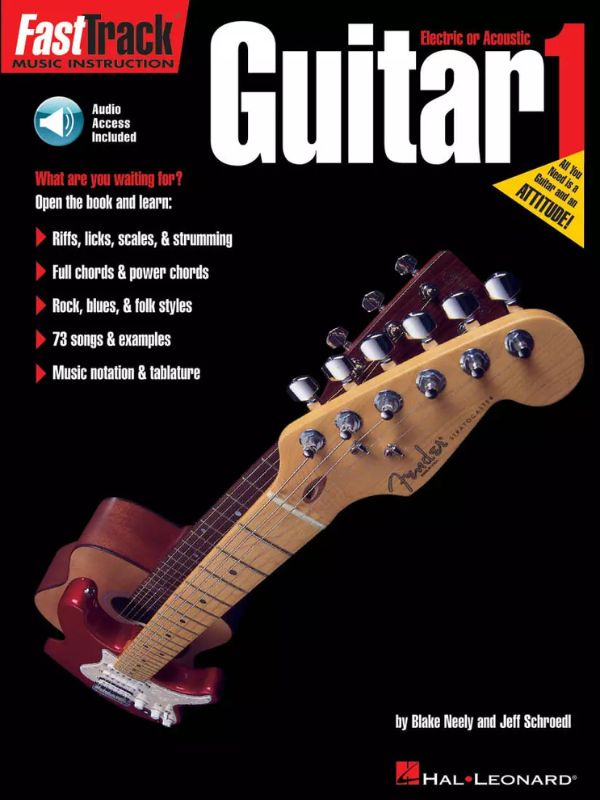 FastTrack
MUSIC INSTRUCTION
Electric or Acoustic
Guitar 1
Audio
Access
Included
All You
Need is a
Guitar and an
ATTITUDE!
What are you waiting for?
Open the book and learn:
Riffs, licks, scales, & strumming
Full chords & power chords
Rock, blues, & folk styles
73 songs & examples
Music notation & tablature
Fender
STRATOCASTER
by Blake Neely and Jeff Schroedl
HAL•LEONARD®